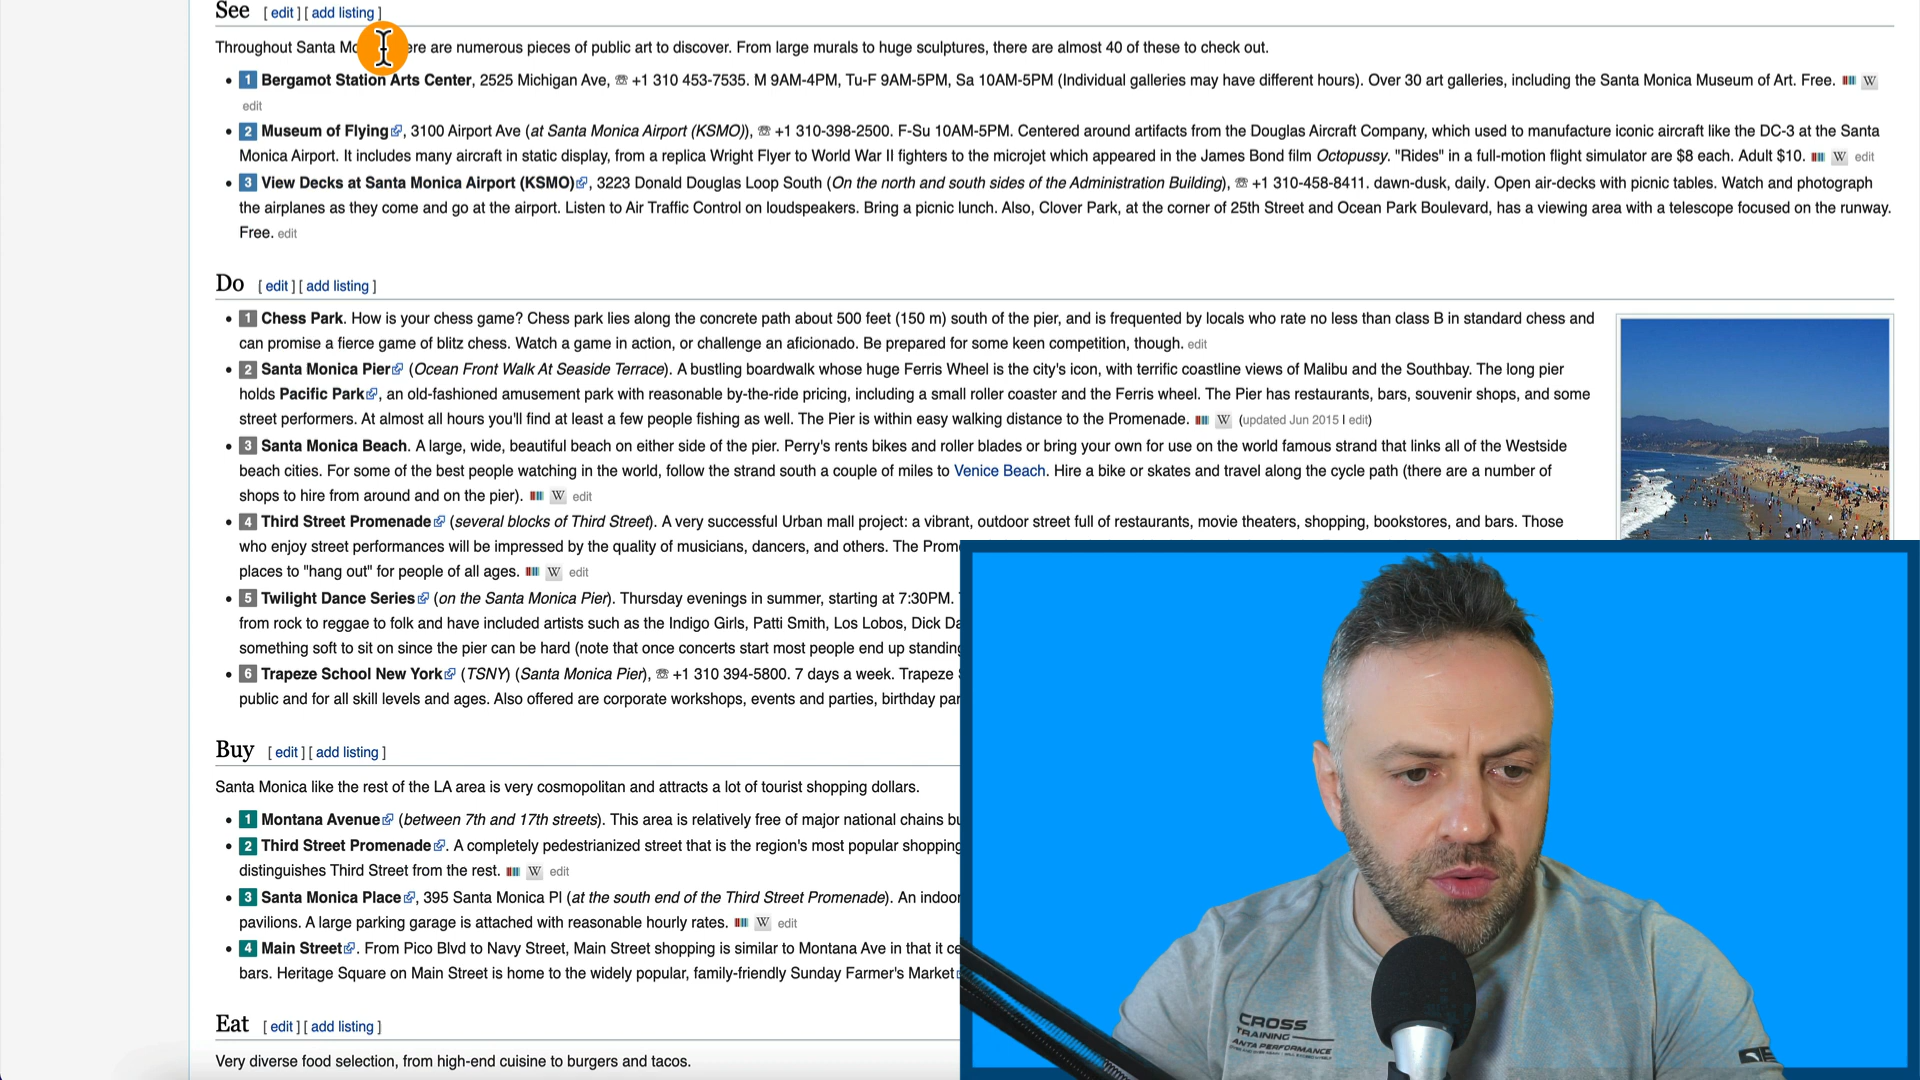 See [ edit ] [ add listing ]
Throughout Santa Mo ere are numerous pieces of public art to discover. From large murals to huge sculptures, there are almost 40 of these to check out.
1 Bergamot Station Arts Center, 2525 Michigan Ave, ☏ +1 310 453-7535. M 9AM-4PM, Tu-F 9AM-5PM, Sa 10AM-5PM (Individual galleries may have different hours). Over 30 art galleries, including the Santa Monica Museum of Art. Free. W
edit
2 Museum of Flying, 3100 Airport Ave (at Santa Monica Airport (KSMO)), ☏ +1 310-398-2500. F-Su 10AM-5PM. Centered around artifacts from the Douglas Aircraft Company, which used to manufacture iconic aircraft like the DC-3 at the Santa
Monica Airport. It includes many aircraft in static display, from a replica Wright Flyer to World War II fighters to the microjet which appeared in the James Bond film Octopussy. "Rides" in a full-motion flight simulator are $8 each. Adult $10. W edit
3 View Decks at Santa Monica Airport (KSMO), 3223 Donald Douglas Loop South (On the north and south sides of the Administration Building), ☏ +1 310-458-8411. dawn-dusk, daily. Open air-decks with picnic tables. Watch and photograph
the airplanes as they come and go at the airport. Listen to Air Traffic Control on loudspeakers. Bring a picnic lunch. Also, Clover Park, at the corner of 25th Street and Ocean Park Boulevard, has a viewing area with a telescope focused on the runway.
Free. edit
Do [ edit ] [ add listing ]
1 Chess Park. How is your chess game? Chess park lies along the concrete path about 500 feet (150 m) south of the pier, and is frequented by locals who rate no less than class B in standard chess and
can promise a fierce game of blitz chess. Watch a game in action, or challenge an aficionado. Be prepared for some keen competition, though. edit
2 Santa Monica Pier (Ocean Front Walk At Seaside Terrace). A bustling boardwalk whose huge Ferris Wheel is the city's icon, with terrific coastline views of Malibu and the Southbay. The long pier
holds Pacific Park, an old-fashioned amusement park with reasonable by-the-ride pricing, including a small roller coaster and the Ferris wheel. The Pier has restaurants, bars, souvenir shops, and some
street performers. At almost all hours you'll find at least a few people fishing as well. The Pier is within easy walking distance to the Promenade. W (updated Jun 2015 | edit)
3 Santa Monica Beach. A large, wide, beautiful beach on either side of the pier. Perry's rents bikes and roller blades or bring your own for use on the world famous strand that links all of the Westside
beach cities. For some of the best people watching in the world, follow the strand south a couple of miles to Venice Beach. Hire a bike or skates and travel along the cycle path (there are a number of
shops to hire from around and on the pier). W edit
4 Third Street Promenade (several blocks of Third Street). A very successful Urban mall project: a vibrant, outdoor street full of restaurants, movie theaters, shopping, bookstores, and bars. Those
who enjoy street performances will be impressed by the quality of musicians, dancers, and others. The Prom
places to "hang out" for people of all ages. W edit
5 Twilight Dance Series (on the Santa Monica Pier). Thursday evenings in summer, starting at 7:30PM.
from rock to reggae to folk and have included artists such as the Indigo Girls, Patti Smith, Los Lobos, Dick Da
something soft to sit on since the pier can be hard (note that once concerts start most people end up standing
6 Trapeze School New York (TSNY) (Santa Monica Pier), ☏ +1 310 394-5800. 7 days a week. Trapeze
public and for all skill levels and ages. Also offered are corporate workshops, events and parties, birthday par
Buy [ edit ] [ add listing ]
Santa Monica like the rest of the LA area is very cosmopolitan and attracts a lot of tourist shopping dollars.
1 Montana Avenue (between 7th and 17th streets). This area is relatively free of major national chains bu
2 Third Street Promenade. A completely pedestrianized street that is the region's most popular shopping
distinguishes Third Street from the rest. W edit
3 Santa Monica Place, 395 Santa Monica Pl (at the south end of the Third Street Promenade). An indoor
pavilions. A large parking garage is attached with reasonable hourly rates. W edit
4 Main Street. From Pico Blvd to Navy Street, Main Street shopping is similar to Montana Ave in that it ce
bars. Heritage Square on Main Street is home to the widely popular, family-friendly Sunday Farmer's Market
Eat [ edit ] [ add listing ]
Very diverse food selection, from high-end cuisine to burgers and tacos.
CROSS
TRAINING
ANTA PERFORMANCE